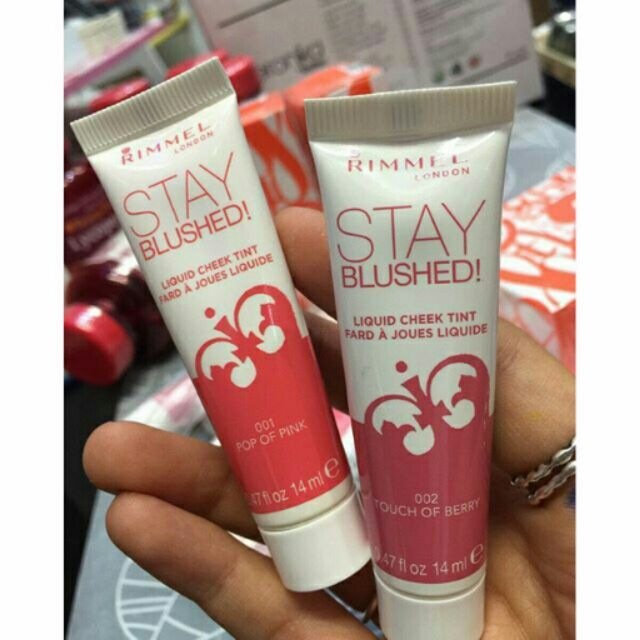 RIMMEL
LONDON
STAY
BLUSHED!
LIQUID CHEEK TINT
FARD À JOUES LIQUIDE
001
POP OF PINK
0.47 fl oz 14 ml e
RIMMEL
LONDON
STAY
BLUSHED!
LIQUID CHEEK TINT
FARD À JOUES LIQUIDE
002
TOUCH OF BERRY
0.47 fl oz 14 ml e